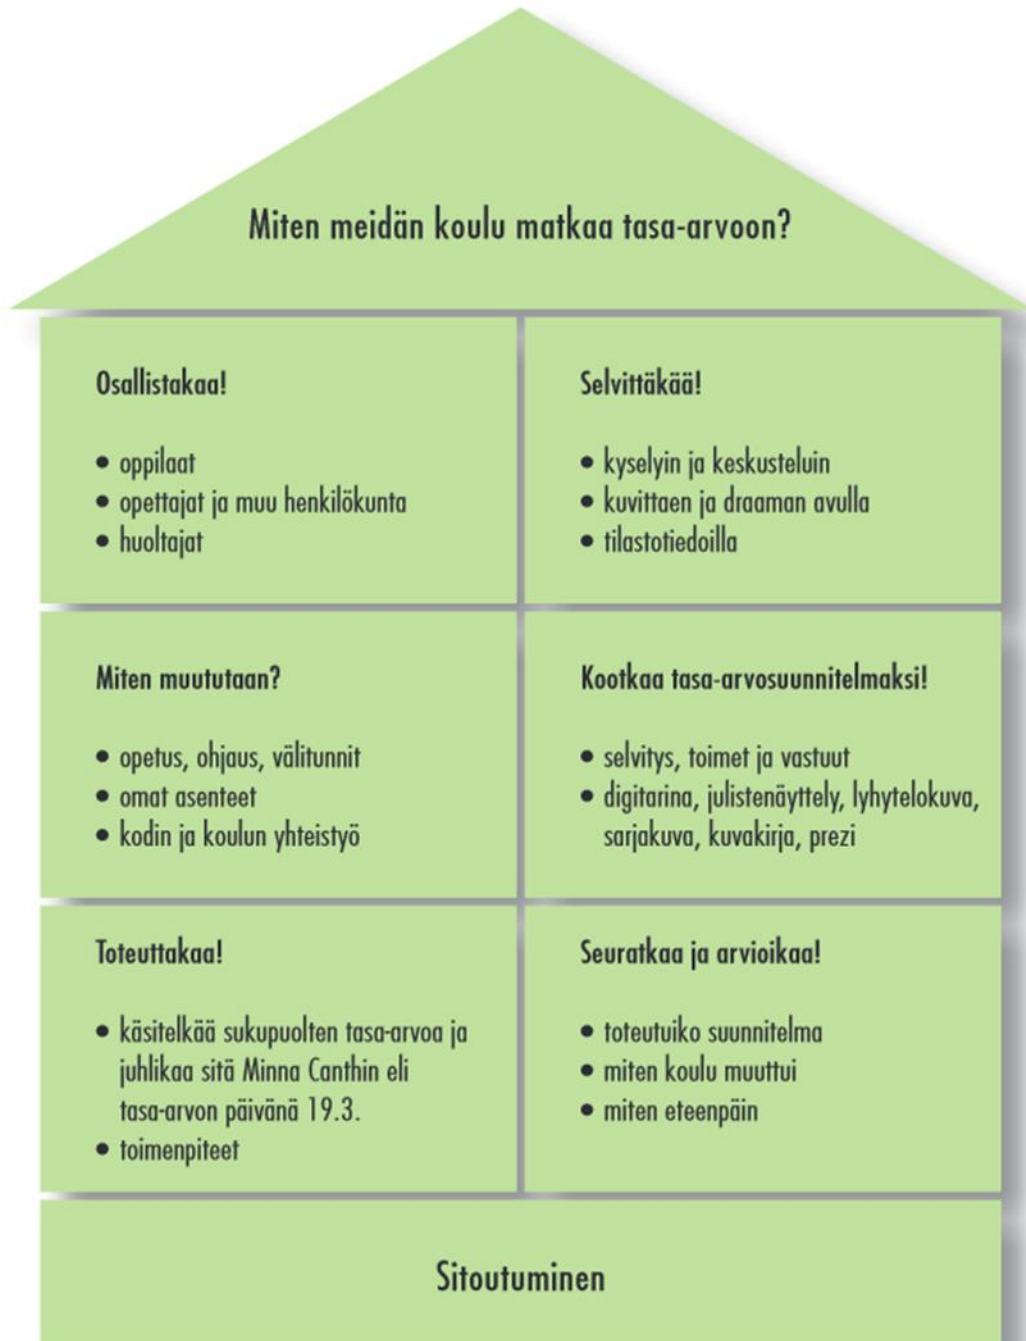 Miten meidän koulu matkaa tasa-arvoon?
Osallistakaa!
• oppilaat
• opettajat ja muu henkilökunta
• huoltajat
Selvittäkää!
• kyselyin ja keskusteluin
• kuvittaen ja draaman avulla
• tilastotiedoilla
Miten muututaan?
• opetus, ohjaus, välitunnit
• omat asenteet
• kodin ja koulun yhteistyö
Kootkaa tasa-arvosuunnitelmaksi!
• selvitys, toimet ja vastuut
• digitarina, julistenäyttely, lyhytelokuva,
sarjakuva, kuvakirja, prezi
Toteuttakaa!
• käsitelkää sukupuolten tasa-arvoa ja
juhlikaa sitä Minna Canthin eli
tasa-arvon päivänä 19.3.
• toimenpiteet
Seuratkaa ja arvioikaa!
• toteutuiko suunnitelma
• miten koulu muuttui
• miten eteenpäin
Sitoutuminen